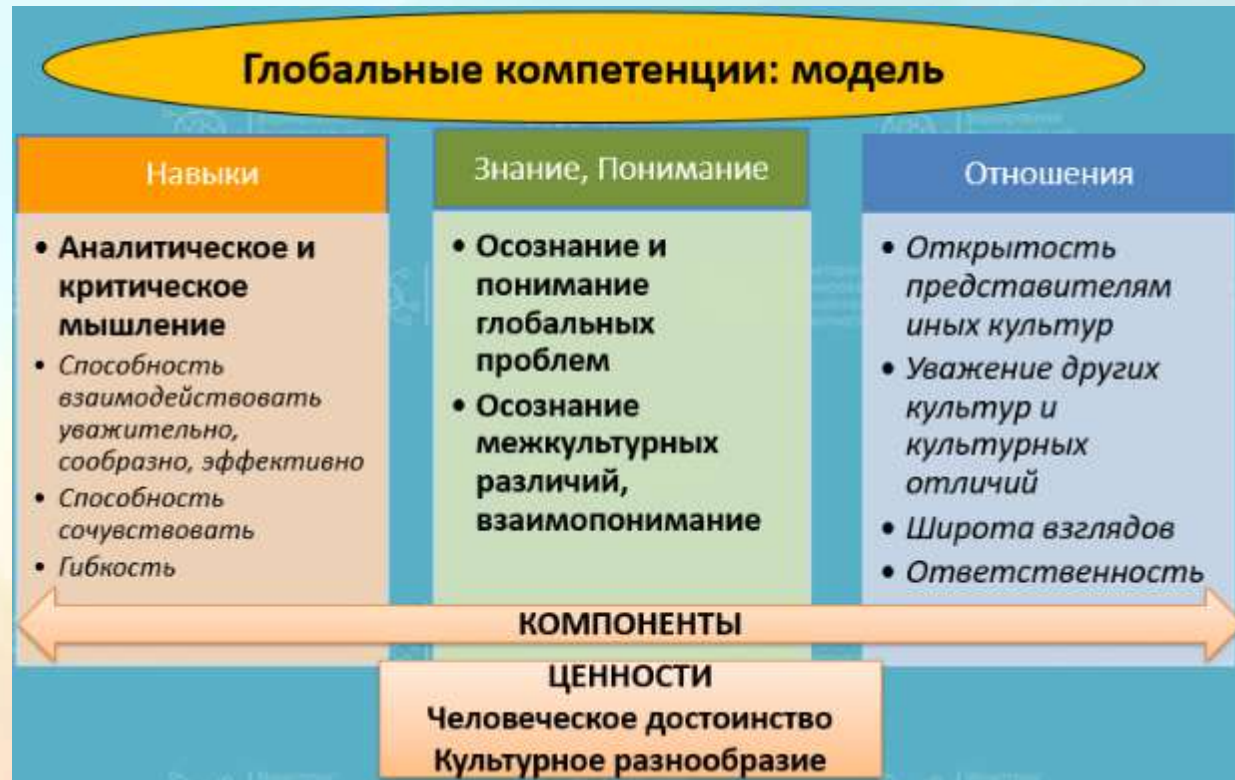 Глобальные компетенции: модель
Навыки
• Аналитическое и
критическое
мышление
• Способность
взаимодействовать
уважительно,
сообразно, эффективно
• Способность
сочувствовать
• Гибкость
Знание, Понимание
• Осознание и
понимание
глобальных
проблем
• Осознание
межкультурных
различий,
взаимопонимание
Отношения
• Открытость
представителям
иных культур
• Уважение других
культур и
культурных
отличий
• Широта взглядов
• Ответственность
КОМПОНЕНТЫ
ЦЕННОСТИ
Человеческое достоинство
Культурное разнообразие